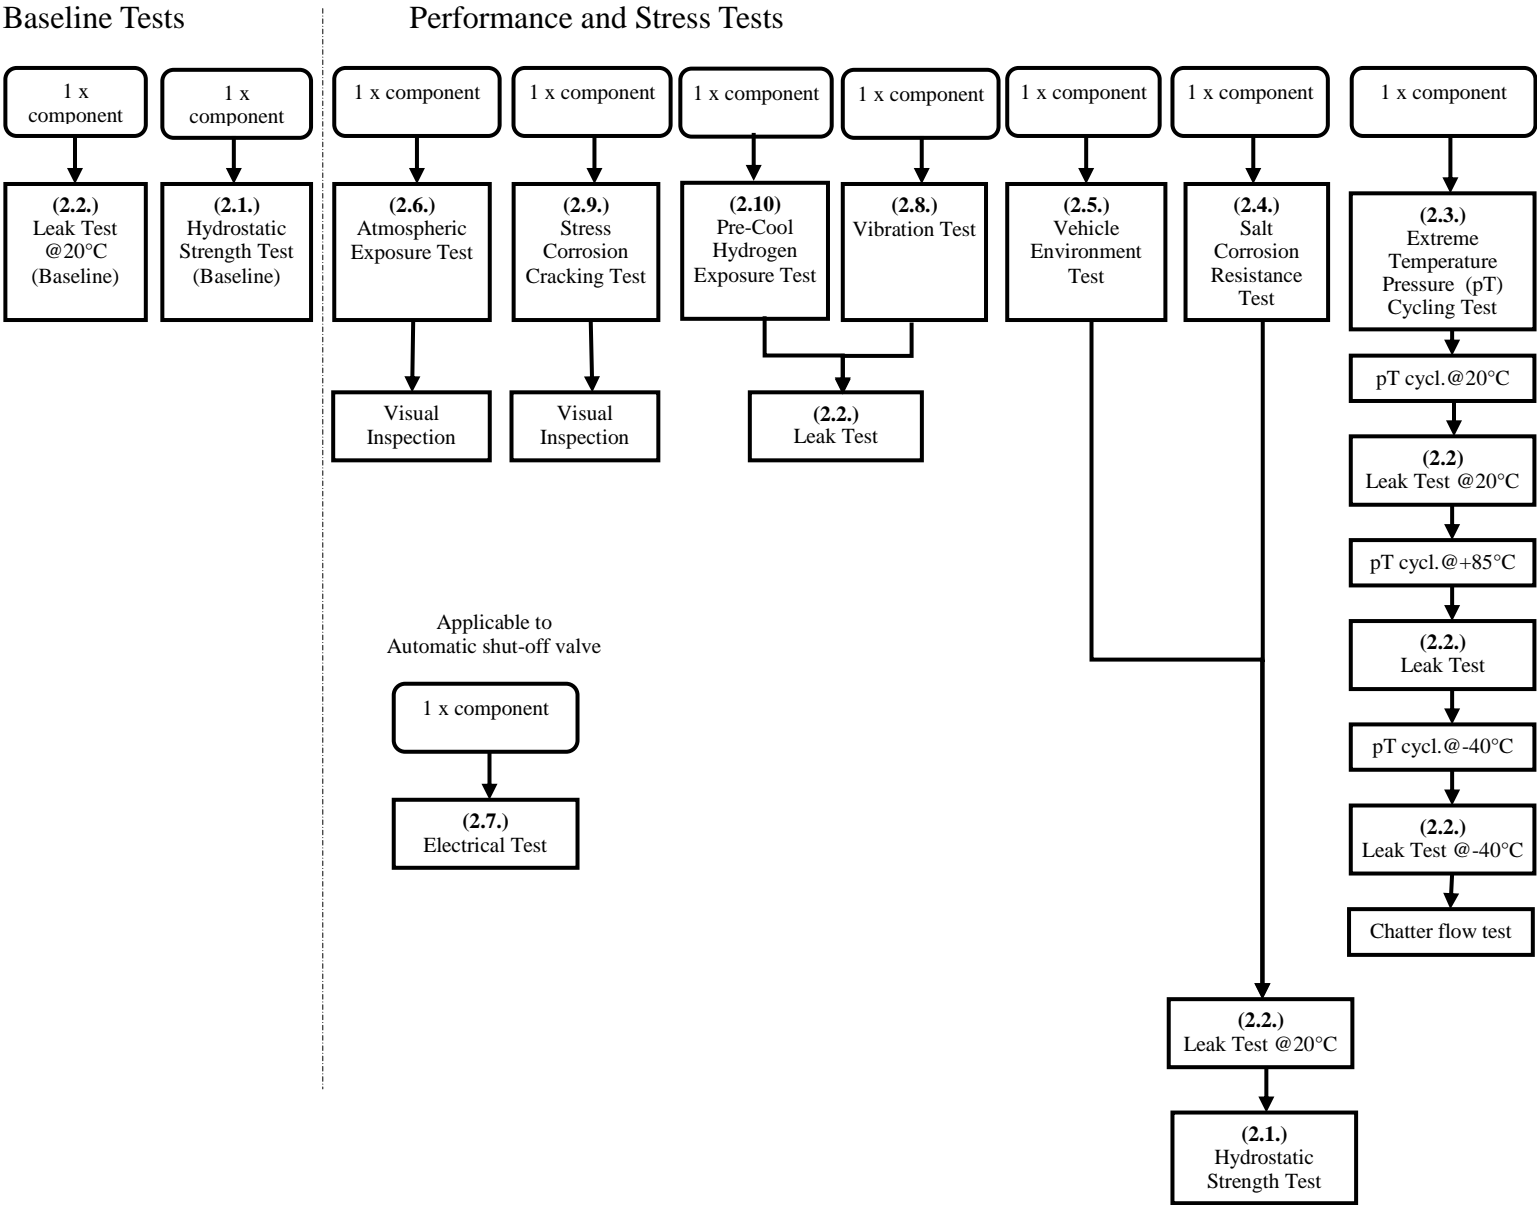 Baseline Tests
Performance and Stress Tests
1 x
component
1 x
component
1 x component
1 x component
1 x component
1 x component
1 x component
1 x component
1 x component
(2.2.)
Leak Test
@20°C
(Baseline)
(2.1.)
Hydrostatic
Strength Test
(Baseline)
(2.6.)
Atmospheric
Exposure Test
(2.9.)
Stress
Corrosion
Cracking Test
(2.10)
Pre-Cool
Hydrogen
Exposure Test
(2.8.)
Vibration Test
(2.5.)
Vehicle
Environment
Test
(2.4.)
Salt
Corrosion
Resistance
Test
(2.3.)
Extreme
Temperature
Pressure (pT)
Cycling Test
Visual
Inspection
Visual
Inspection
(2.2.)
Leak Test
pT cycl.@20°C
(2.2)
Leak Test @20°C
pT cycl.@+85°C
(2.2.)
Leak Test
pT cycl.@-40°C
(2.2.)
Leak Test @-40°C
Chatter flow test
Applicable to
Automatic shut-off valve
1 x component
(2.7.)
Electrical Test
(2.2.)
Leak Test @20°C
(2.1.)
Hydrostatic
Strength Test